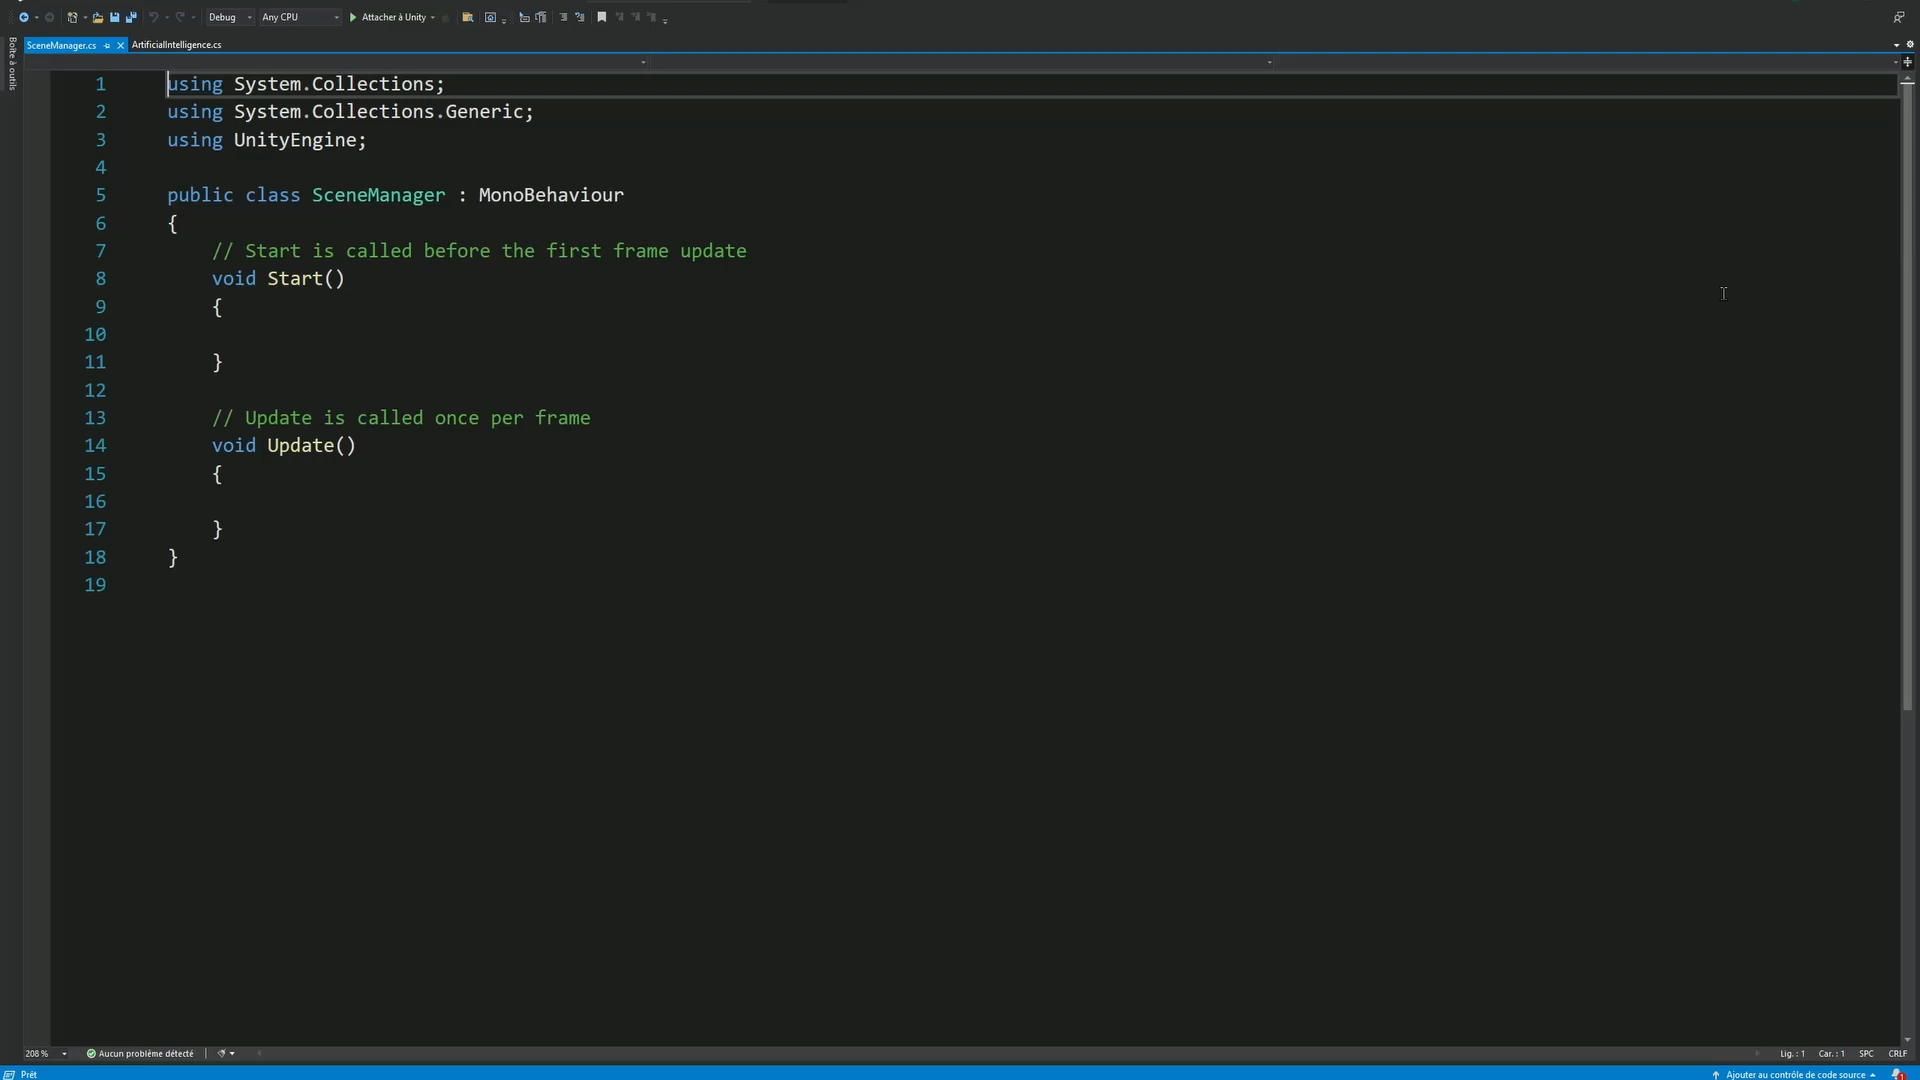 Debug Any CPU Attacher à Unity
SceneManager.cs ArtificialIntelligence.cs
Boîte à outils
1 using System.Collections;
2 using System.Collections.Generic;
3 using UnityEngine;
4
5 public class SceneManager : MonoBehaviour
6 {
7 // Start is called before the first frame update
8 void Start()
9 {
10
11 }
12
13 // Update is called once per frame
14 void Update()
15 {
16
17 }
18 }
19
208 % Aucun problème détecté Lig. : 1 Car. : 1 SPC CRLF
Prêt Ajouter au contrôle de code source 1